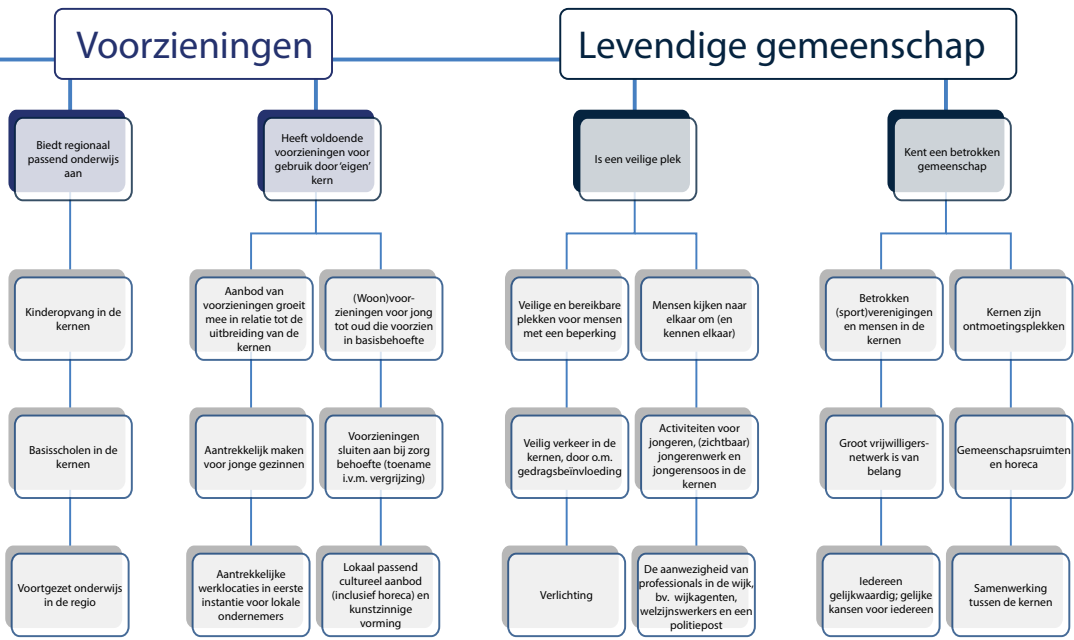 Voorzieningen
Levendige gemeenschap
Biedt regionaal
passend onderwijs
aan
Heeft voldoende
voorzieningen voor
gebruik door ‘eigen’
kern
Is een veilige plek
Kent een betrokken
gemeenschap
Kinderopvang in de
kernen
Aanbod van
voorzieningen groeit
mee in relatie tot de
uitbreiding van de
kernen
(Woon)voor-
zieningen voor jong
tot oud die voorzien
in basisbehoefte
Veilige en bereikbare
plekken voor mensen
met een beperking
Mensen kijken naar
elkaar om (en
kennen elkaar)
Betrokken
(sport)verenigingen
en mensen in de
kernen
Kernen zijn
ontmoetingsplekken
Basisscholen in de
kernen
Aantrekkelijk maken
voor jonge gezinnen
Voorzieningen
sluiten aan bij zorg
behoefte (toename
i.v.m. vergrijzing)
Veilig verkeer in de
kernen, door o.m.
gedragsbeïnvloeding
Activiteiten voor
jongeren, (zichtbaar)
jongerenwerk en
jongerensoos in de
kernen
Groot vrijwilligers-
netwerk is van
belang
Gemeenschapsruimten
en horeca
Voortgezet onderwijs
in de regio
Aantrekkelijke
werklocaties in eerste
instantie voor lokale
ondernemers
Lokaal passend
cultureel aanbod
(inclusief horeca) en
kunstzinnige
vorming
Verlichting
De aanwezigheid van
professionals in de wijk,
bv. wijkagenten,
welzijnswerkers en een
politiepost
Iedereen
gelijkwaardig; gelijke
kansen voor iedereen
Samenwerking
tussen de kernen